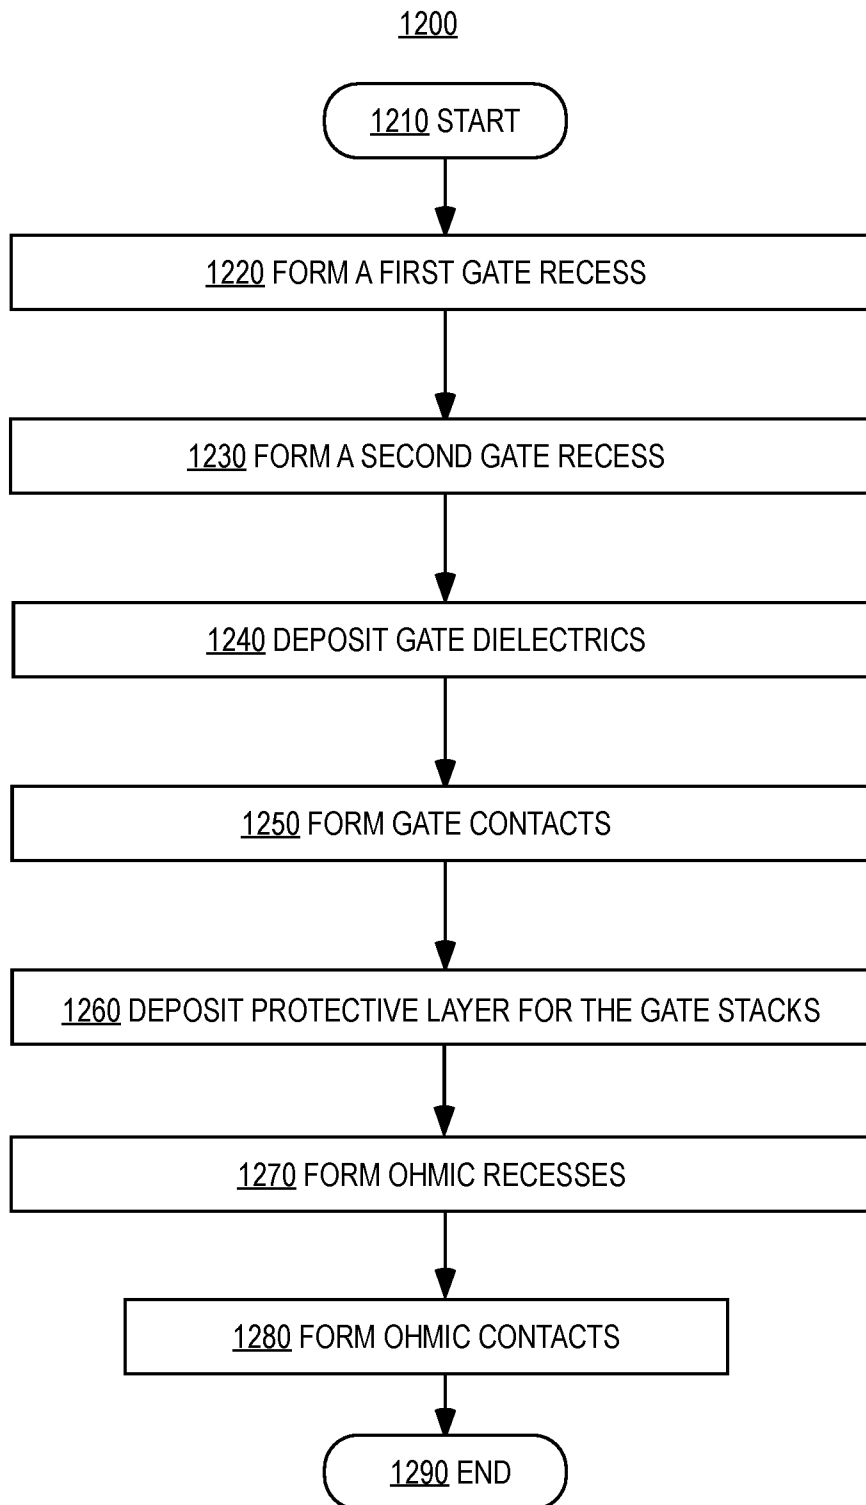 1200
1210 START
1220 FORM A FIRST GATE RECESS
1230 FORM A SECOND GATE RECESS
1240 DEPOSIT GATE DIELECTRICS
1250 FORM GATE CONTACTS
1260 DEPOSIT PROTECTIVE LAYER FOR THE GATE STACKS
1270 FORM OHMIC RECESSES
1280 FORM OHMIC CONTACTS
1290 END